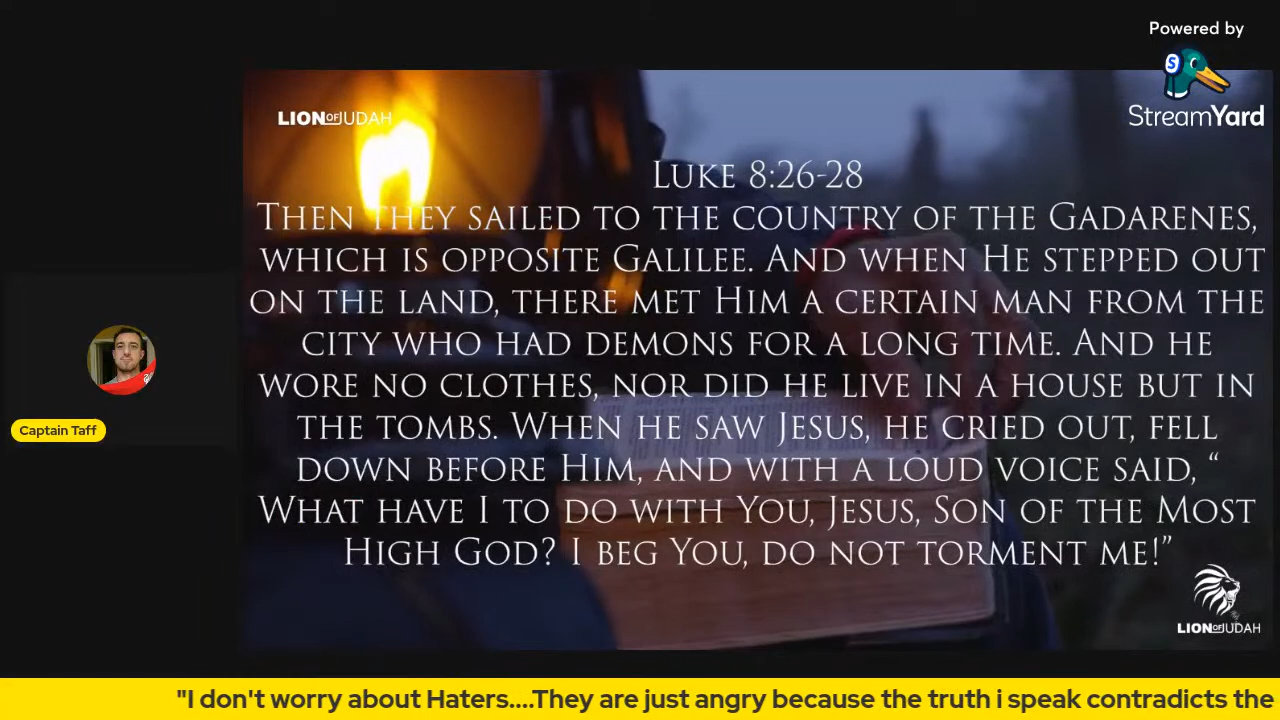 Powered by
StreamYard
LION OF JUDAH
Luke 8:26-28
Then they sailed to the country of the Gadarenes,
which is opposite Galilee. And when He stepped out
on the land, there met Him a certain man from the
city who had demons for a long time. And he
wore no clothes, nor did he live in a house but in
the tombs. When he saw Jesus, he cried out, fell
down before Him, and with a loud voice said, “
What have I to do with You, Jesus, Son of the Most
High God? I beg You, do not torment me!”
Captain Taff
LION OF JUDAH
"I don't worry about Haters....They are just angry because the truth i speak contradicts the